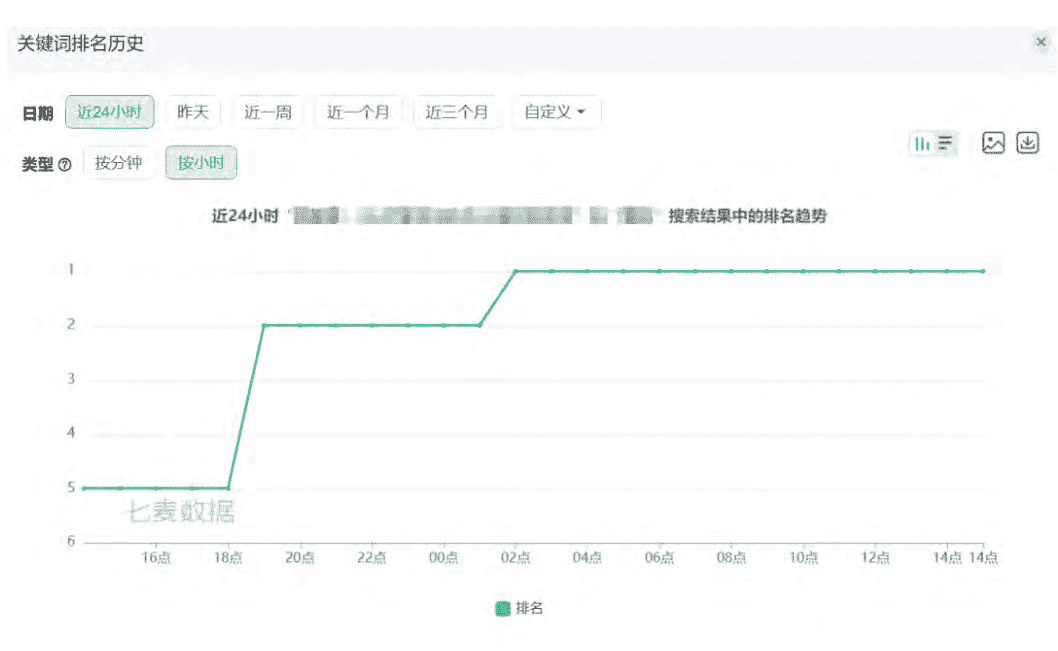 关键词排名历史
日期 近24小时 昨天 近一周 近一个月 近三个月 自定义
类型 ? 按分钟 按小时
近24小时 搜索结果中的排名趋势
1
2
3
4
5
七麦数据
6
16点 18点 20点 22点 00点 02点 04点 06点 08点 10点 12点 14点 14点
排名